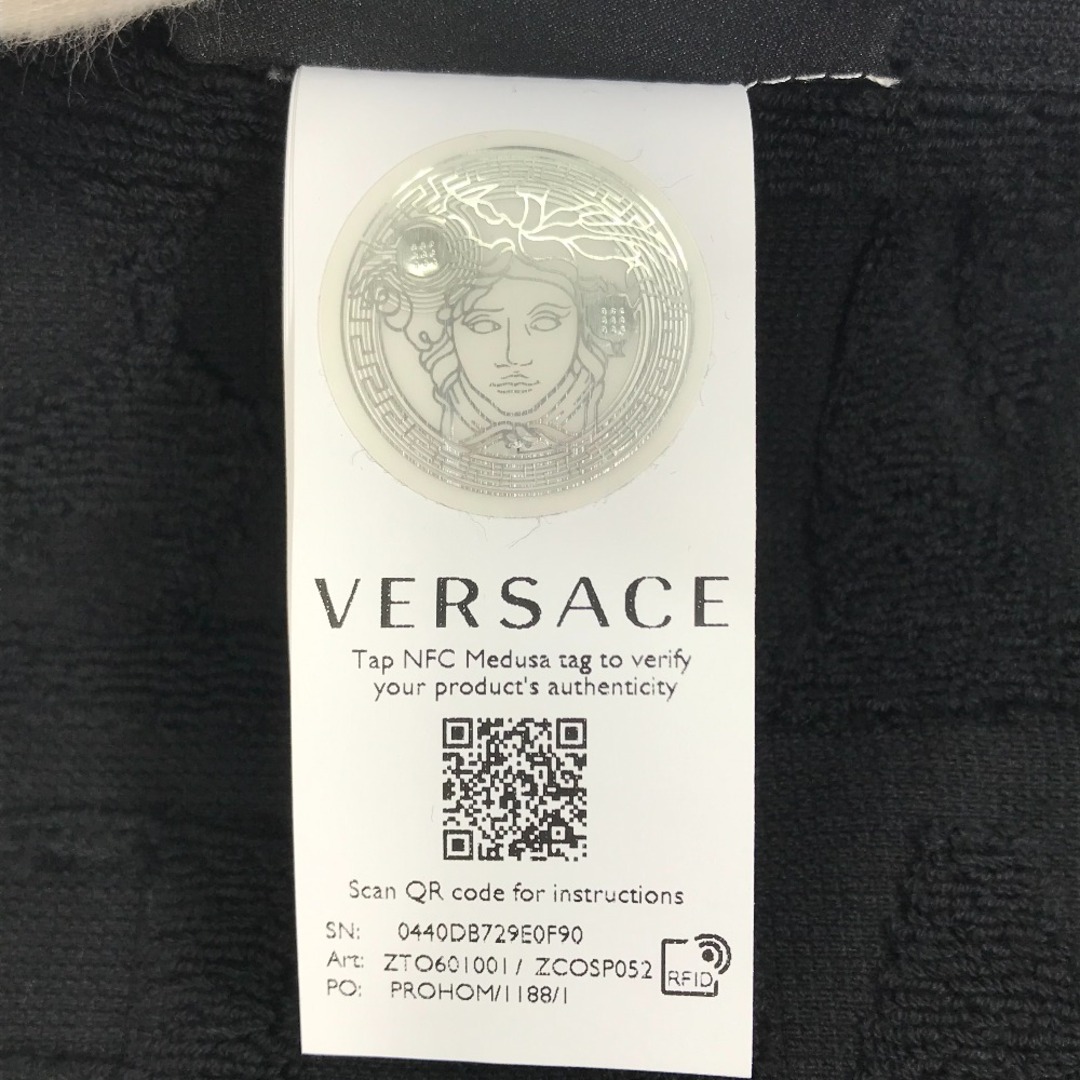 VERSACE
Tap NFC Medusa tag to verify
your product's authenticity
Scan QR code for instructions
SN: 0440DB729E0F90
Art: ZTO601001/ ZCOSP052
PO: PROHOM/1188/1
RFID